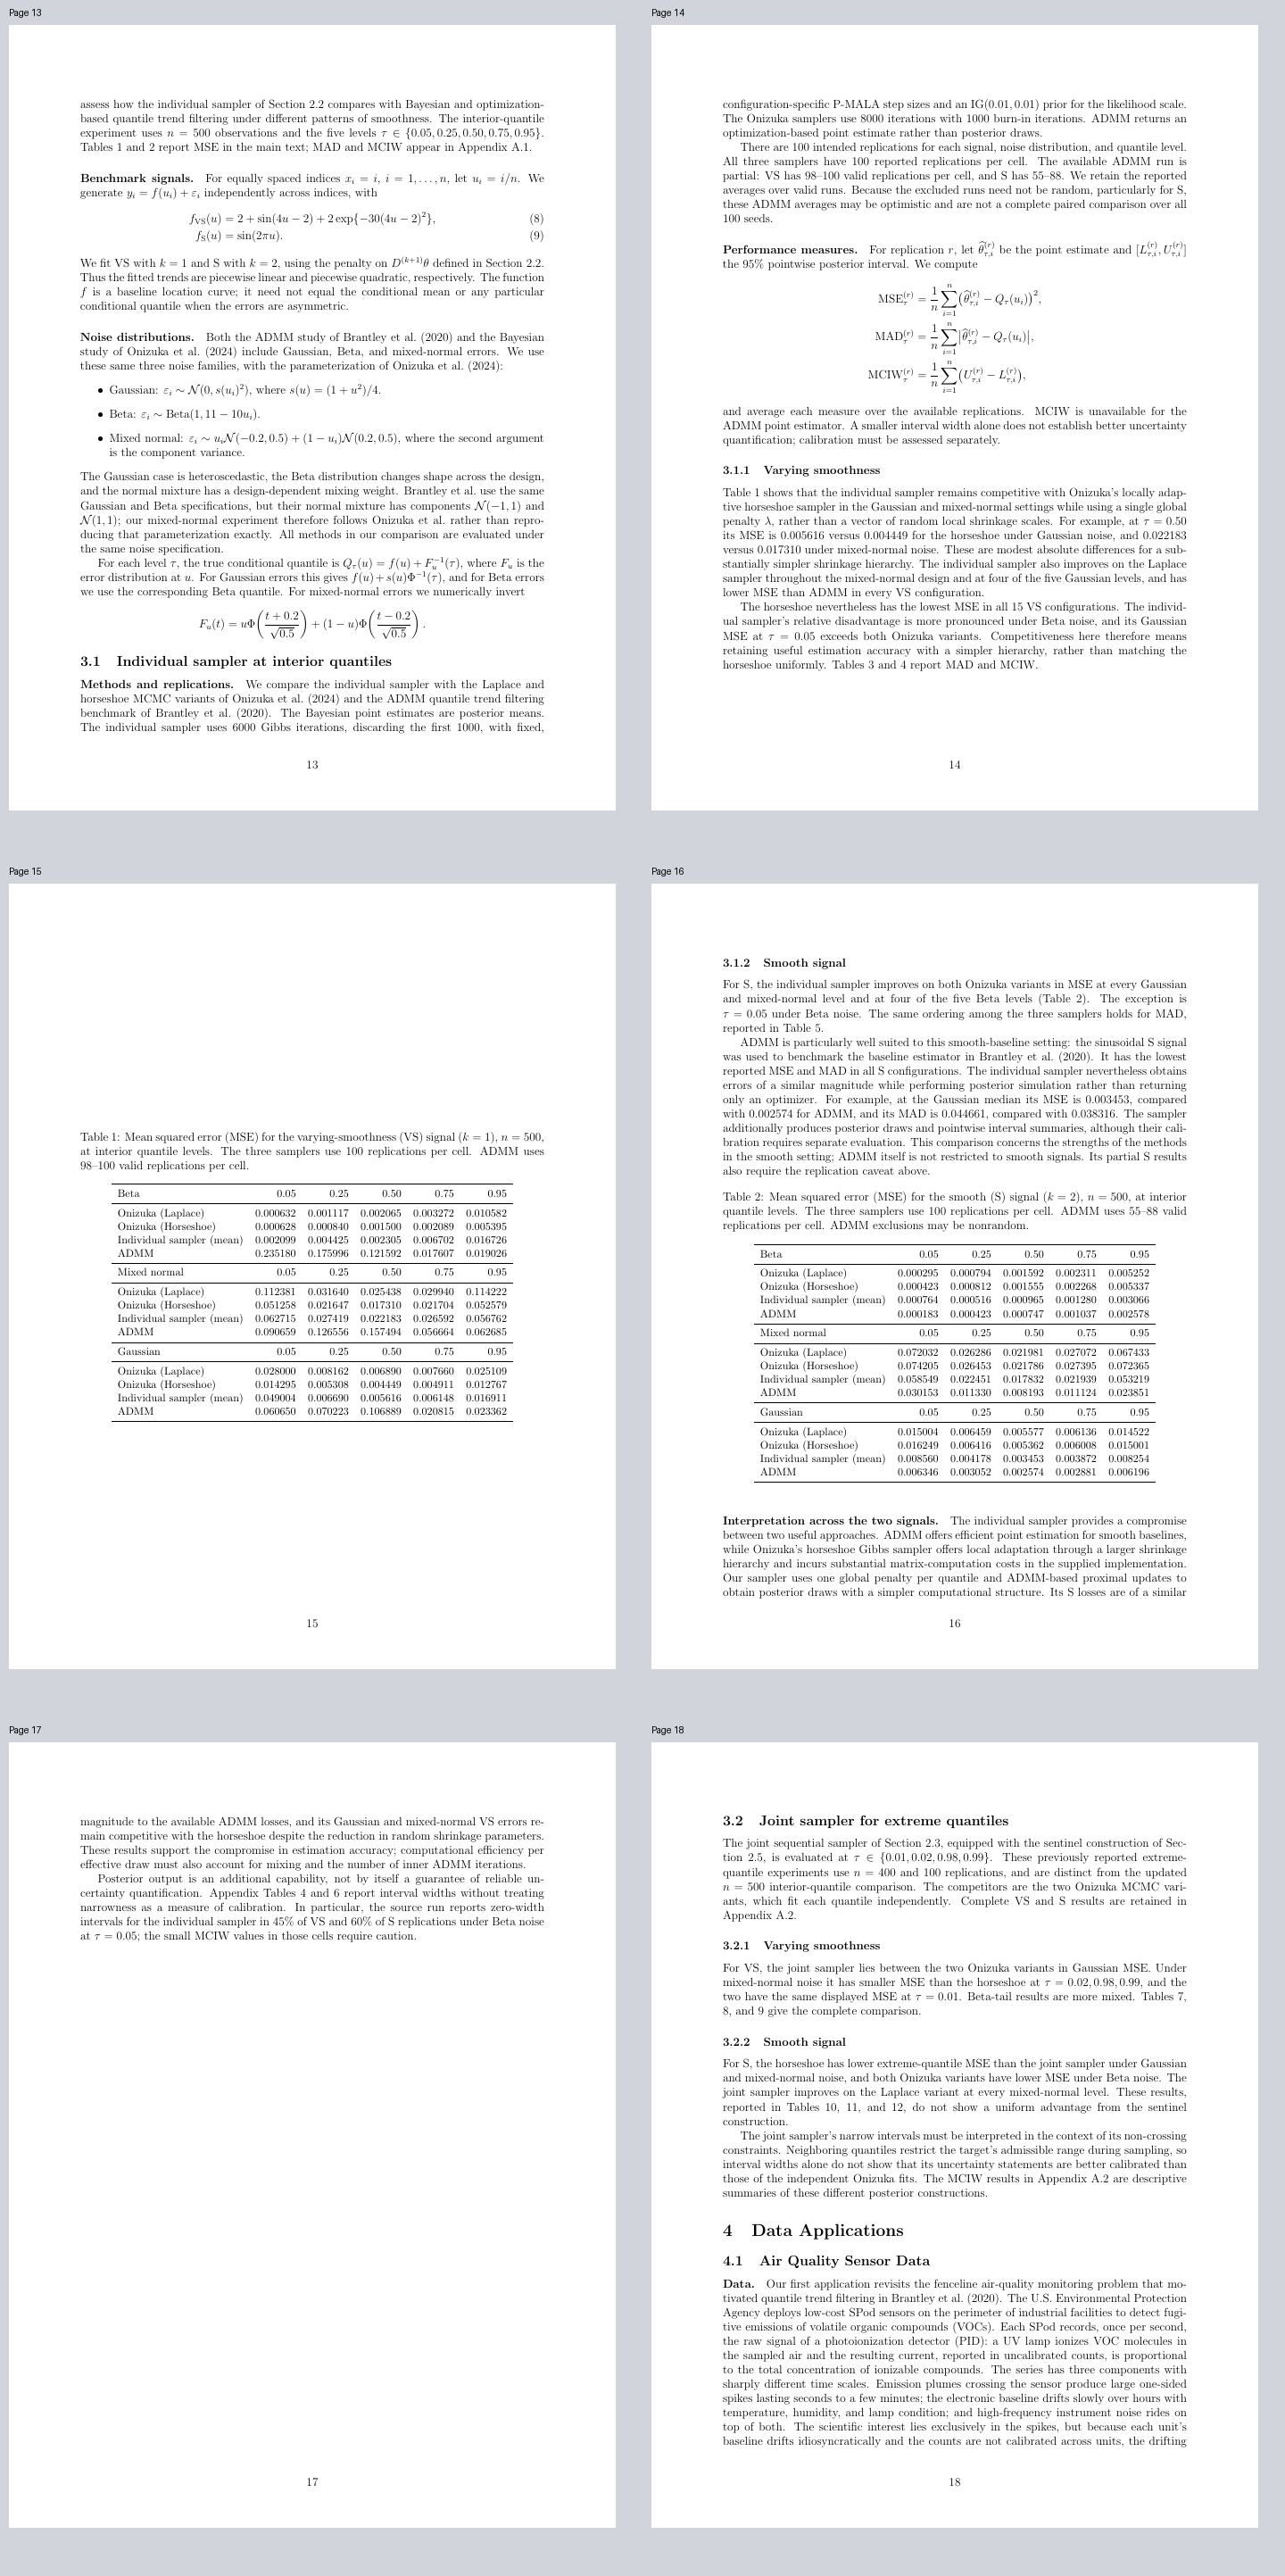 Page 13
assess how the individual sampler of Section 2.2 compares with Bayesian and optimization-
based quantile trend filtering under different patterns of smoothness. The interior-quantile
experiment uses n = 500 observations and the five levels τ ∈ {0.05, 0.25, 0.50, 0.75, 0.95}.
Tables 1 and 2 report MSE in the main text; MAD and MCIW appear in Appendix A.1.
Benchmark signals. For equally spaced indices xᵢ = i, i = 1, . . . , n, let uᵢ = i/n. We
generate yᵢ = f(uᵢ) + εᵢ independently across indices, with
f_VS(u) = 2 + sin(4u − 2) + 2 exp{−30(4u − 2)²}, (8)
f_S(u) = sin(2πu). (9)
We fit VS with k = 1 and S with k = 2, using the penalty on D^(k+1)θ defined in Section 2.2.
Thus the fitted trends are piecewise linear and piecewise quadratic, respectively. The function
f is a baseline location curve; it need not equal the conditional mean or any particular
conditional quantile when the errors are asymmetric.
Noise distributions. Both the ADMM study of Brantley et al. (2020) and the Bayesian
study of Onizuka et al. (2024) include Gaussian, Beta, and mixed-normal errors. We use
these same three noise families, with the parameterization of Onizuka et al. (2024):
• Gaussian: εᵢ ∼ N(0, s(uᵢ)²), where s(u) = (1 + u²)/4.
• Beta: εᵢ ∼ Beta(1, 11 − 10uᵢ).
• Mixed normal: εᵢ ∼ uᵢN(−0.2, 0.5) + (1 − uᵢ)N(0.2, 0.5), where the second argument
is the component variance.
The Gaussian case is heteroscedastic, the Beta distribution changes shape across the design,
and the normal mixture has a design-dependent mixing weight. Brantley et al. use the same
Gaussian and Beta specifications, but their normal mixture has components N(−1, 1) and
N(1, 1); our mixed-normal experiment therefore follows Onizuka et al. rather than repro-
ducing that parameterization exactly. All methods in our comparison are evaluated under
the same noise specification.
For each level τ, the true conditional quantile is Q_τ(u) = f(u) + F_u⁻¹(τ), where F_u is the
error distribution at u. For Gaussian errors this gives f(u) + s(u)Φ⁻¹(τ), and for Beta errors
we use the corresponding Beta quantile. For mixed-normal errors we numerically invert
F_u(t) = uΦ((t + 0.2)/√0.5) + (1 − u)Φ((t − 0.2)/√0.5).
3.1 Individual sampler at interior quantiles
Methods and replications. We compare the individual sampler with the Laplace and
horseshoe MCMC variants of Onizuka et al. (2024) and the ADMM quantile trend filtering
benchmark of Brantley et al. (2020). The Bayesian point estimates are posterior means.
The individual sampler uses 6000 Gibbs iterations, discarding the first 1000, with fixed,
13
Page 14
configuration-specific P-MALA step sizes and an IG(0.01, 0.01) prior for the likelihood scale.
The Onizuka samplers use 8000 iterations with 1000 burn-in iterations. ADMM returns an
optimization-based point estimate rather than posterior draws.
There are 100 intended replications for each signal, noise distribution, and quantile level.
All three samplers have 100 reported replications per cell. The available ADMM run is
partial: VS has 98–100 valid replications per cell, and S has 55–88. We retain the reported
averages over valid runs. Because the excluded runs need not be random, particularly for S,
these ADMM averages may be optimistic and are not a complete paired comparison over all
100 seeds.
Performance measures. For replication r, let θ̂_{τ,i}^{(r)} be the point estimate and [L_{τ,i}^{(r)}, U_{τ,i}^{(r)}]
the 95% pointwise posterior interval. We compute
MSE_τ^{(r)} = 1/n ∑_{i=1}^{n} (θ̂_{τ,i}^{(r)} − Q_τ(uᵢ))²,
MAD_τ^{(r)} = 1/n ∑_{i=1}^{n} |θ̂_{τ,i}^{(r)} − Q_τ(uᵢ)|,
MCIW_τ^{(r)} = 1/n ∑_{i=1}^{n} (U_{τ,i}^{(r)} − L_{τ,i}^{(r)}),
and average each measure over the available replications. MCIW is unavailable for the
ADMM point estimator. A smaller interval width alone does not establish better uncertainty
quantification; calibration must be assessed separately.
3.1.1 Varying smoothness
Table 1 shows that the individual sampler remains competitive with Onizuka's locally adap-
tive horseshoe sampler in the Gaussian and mixed-normal settings while using a single global
penalty λ, rather than a vector of random local shrinkage scales. For example, at τ = 0.50
its MSE is 0.005616 versus 0.004449 for the horseshoe under Gaussian noise, and 0.022183
versus 0.017310 under mixed-normal noise. These are modest absolute differences for a sub-
stantially simpler shrinkage hierarchy. The individual sampler also improves on the Laplace
sampler throughout the mixed-normal design and at four of the five Gaussian levels, and has
lower MSE than ADMM in every VS configuration.
The horseshoe nevertheless has the lowest MSE in all 15 VS configurations. The individ-
ual sampler's relative disadvantage is more pronounced under Beta noise, and its Gaussian
MSE at τ = 0.05 exceeds both Onizuka variants. Competitiveness here therefore means
retaining useful estimation accuracy with a simpler hierarchy, rather than matching the
horseshoe uniformly. Tables 3 and 4 report MAD and MCIW.
14
Page 15
Table 1: Mean squared error (MSE) for the varying-smoothness (VS) signal (k = 1), n = 500,
at interior quantile levels. The three samplers use 100 replications per cell. ADMM uses
98–100 valid replications per cell.
Beta 0.05 0.25 0.50 0.75 0.95
Onizuka (Laplace) 0.000632 0.001117 0.002065 0.003272 0.010582
Onizuka (Horseshoe) 0.000628 0.000840 0.001500 0.002089 0.005395
Individual sampler (mean) 0.002099 0.004425 0.002305 0.006702 0.016726
ADMM 0.235180 0.175996 0.121592 0.017607 0.019026
Mixed normal 0.05 0.25 0.50 0.75 0.95
Onizuka (Laplace) 0.112381 0.031640 0.025438 0.029940 0.114222
Onizuka (Horseshoe) 0.051258 0.021647 0.017310 0.021704 0.052579
Individual sampler (mean) 0.062715 0.027419 0.022183 0.026592 0.056762
ADMM 0.090659 0.126556 0.157494 0.056664 0.062685
Gaussian 0.05 0.25 0.50 0.75 0.95
Onizuka (Laplace) 0.028000 0.008162 0.006890 0.007660 0.025109
Onizuka (Horseshoe) 0.014295 0.005308 0.004449 0.004911 0.012767
Individual sampler (mean) 0.049004 0.006690 0.005616 0.006148 0.016911
ADMM 0.060650 0.070223 0.106889 0.020815 0.023362
15
Page 16
3.1.2 Smooth signal
For S, the individual sampler improves on both Onizuka variants in MSE at every Gaussian
and mixed-normal level and at four of the five Beta levels (Table 2). The exception is
τ = 0.05 under Beta noise. The same ordering among the three samplers holds for MAD,
reported in Table 5.
ADMM is particularly well suited to this smooth-baseline setting: the sinusoidal S signal
was used to benchmark the baseline estimator in Brantley et al. (2020). It has the lowest
reported MSE and MAD in all S configurations. The individual sampler nevertheless obtains
errors of a similar magnitude while performing posterior simulation rather than returning
only an optimizer. For example, at the Gaussian median its MSE is 0.003453, compared
with 0.002574 for ADMM, and its MAD is 0.044661, compared with 0.038316. The sampler
additionally produces posterior draws and pointwise interval summaries, although their cali-
bration requires separate evaluation. This comparison concerns the strengths of the methods
in the smooth setting; ADMM itself is not restricted to smooth signals. Its partial S results
also require the replication caveat above.
Table 2: Mean squared error (MSE) for the smooth (S) signal (k = 2), n = 500, at interior
quantile levels. The three samplers use 100 replications per cell. ADMM uses 55–88 valid
replications per cell. ADMM exclusions may be nonrandom.
Beta 0.05 0.25 0.50 0.75 0.95
Onizuka (Laplace) 0.000295 0.000794 0.001592 0.002311 0.005252
Onizuka (Horseshoe) 0.000423 0.000812 0.001555 0.002268 0.005337
Individual sampler (mean) 0.000764 0.000516 0.000965 0.001280 0.003066
ADMM 0.000183 0.000423 0.000747 0.001037 0.002578
Mixed normal 0.05 0.25 0.50 0.75 0.95
Onizuka (Laplace) 0.072032 0.026286 0.021981 0.027072 0.067433
Onizuka (Horseshoe) 0.074205 0.026453 0.021786 0.027395 0.072365
Individual sampler (mean) 0.058549 0.022451 0.017832 0.021939 0.053219
ADMM 0.030153 0.011330 0.008193 0.011124 0.023851
Gaussian 0.05 0.25 0.50 0.75 0.95
Onizuka (Laplace) 0.015004 0.006459 0.005577 0.006136 0.014522
Onizuka (Horseshoe) 0.016249 0.006416 0.005362 0.006008 0.015001
Individual sampler (mean) 0.008560 0.004178 0.003453 0.003872 0.008254
ADMM 0.006346 0.003052 0.002574 0.002881 0.006196
Interpretation across the two signals. The individual sampler provides a compromise
between two useful approaches. ADMM offers efficient point estimation for smooth baselines,
while Onizuka's horseshoe Gibbs sampler offers local adaptation through a larger shrinkage
hierarchy and incurs substantial matrix-computation costs in the supplied implementation.
Our sampler uses one global penalty per quantile and ADMM-based proximal updates to
obtain posterior draws with a simpler computational structure. Its S losses are of a similar
16
Page 17
magnitude to the available ADMM losses, and its Gaussian and mixed-normal VS errors re-
main competitive with the horseshoe despite the reduction in random shrinkage parameters.
These results support the compromise in estimation accuracy; computational efficiency per
effective draw must also account for mixing and the number of inner ADMM iterations.
Posterior output is an additional capability, not by itself a guarantee of reliable un-
certainty quantification. Appendix Tables 4 and 6 report interval widths without treating
narrowness as a measure of calibration. In particular, the source run reports zero-width
intervals for the individual sampler in 45% of VS and 60% of S replications under Beta noise
at τ = 0.05; the small MCIW values in those cells require caution.
17
Page 18
3.2 Joint sampler for extreme quantiles
The joint sequential sampler of Section 2.3, equipped with the sentinel construction of Sec-
tion 2.5, is evaluated at τ ∈ {0.01, 0.02, 0.98, 0.99}. These previously reported extreme-
quantile experiments use n = 400 and 100 replications, and are distinct from the updated
n = 500 interior-quantile comparison. The competitors are the two Onizuka MCMC vari-
ants, which fit each quantile independently. Complete VS and S results are retained in
Appendix A.2.
3.2.1 Varying smoothness
For VS, the joint sampler lies between the two Onizuka variants in Gaussian MSE. Under
mixed-normal noise it has smaller MSE than the horseshoe at τ = 0.02, 0.98, 0.99, and the
two have the same displayed MSE at τ = 0.01. Beta-tail results are more mixed. Tables 7,
8, and 9 give the complete comparison.
3.2.2 Smooth signal
For S, the horseshoe has lower extreme-quantile MSE than the joint sampler under Gaussian
and mixed-normal noise, and both Onizuka variants have lower MSE under Beta noise. The
joint sampler improves on the Laplace variant at every mixed-normal level. These results,
reported in Tables 10, 11, and 12, do not show a uniform advantage from the sentinel
construction.
The joint sampler's narrow intervals must be interpreted in the context of its non-crossing
constraints. Neighboring quantiles restrict the target's admissible range during sampling, so
interval widths alone do not show that its uncertainty statements are better calibrated than
those of the independent Onizuka fits. The MCIW results in Appendix A.2 are descriptive
summaries of these different posterior constructions.
4 Data Applications
4.1 Air Quality Sensor Data
Data. Our first application revisits the fenceline air-quality monitoring problem that mo-
tivated quantile trend filtering in Brantley et al. (2020). The U.S. Environmental Protection
Agency deploys low-cost SPod sensors on the perimeter of industrial facilities to detect fugi-
tive emissions of volatile organic compounds (VOCs). Each SPod records, once per second,
the raw signal of a photoionization detector (PID): a UV lamp ionizes VOC molecules in
the sampled air and the resulting current, reported in uncalibrated counts, is proportional
to the total concentration of ionizable compounds. The series has three components with
sharply different time scales. Emission plumes crossing the sensor produce large one-sided
spikes lasting seconds to a few minutes; the electronic baseline drifts slowly over hours with
temperature, humidity, and lamp condition; and high-frequency instrument noise rides on
top of both. The scientific interest lies exclusively in the spikes, but because each unit's
baseline drifts idiosyncratically and the counts are not calibrated across units, the drifting
18